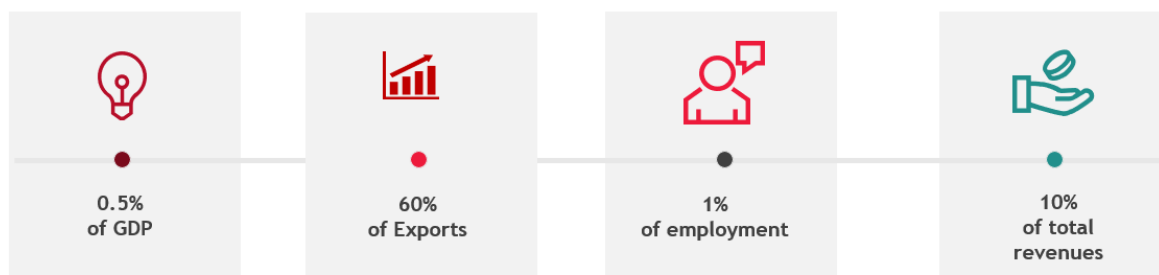 0.5%
of GDP
60%
of Exports
1%
of employment
10%
of total
revenues